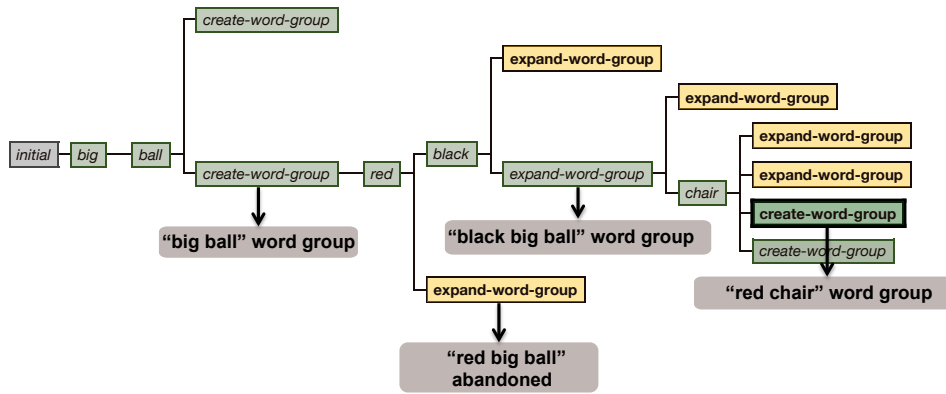 create-word-group
expand-word-group
expand-word-group
expand-word-group
initial
big
ball
black
create-word-group
red
expand-word-group
expand-word-group
chair
create-word-group
“big ball” word group
“black big ball” word group
create-word-group
expand-word-group
“red chair” word group
“red big ball”
abandoned